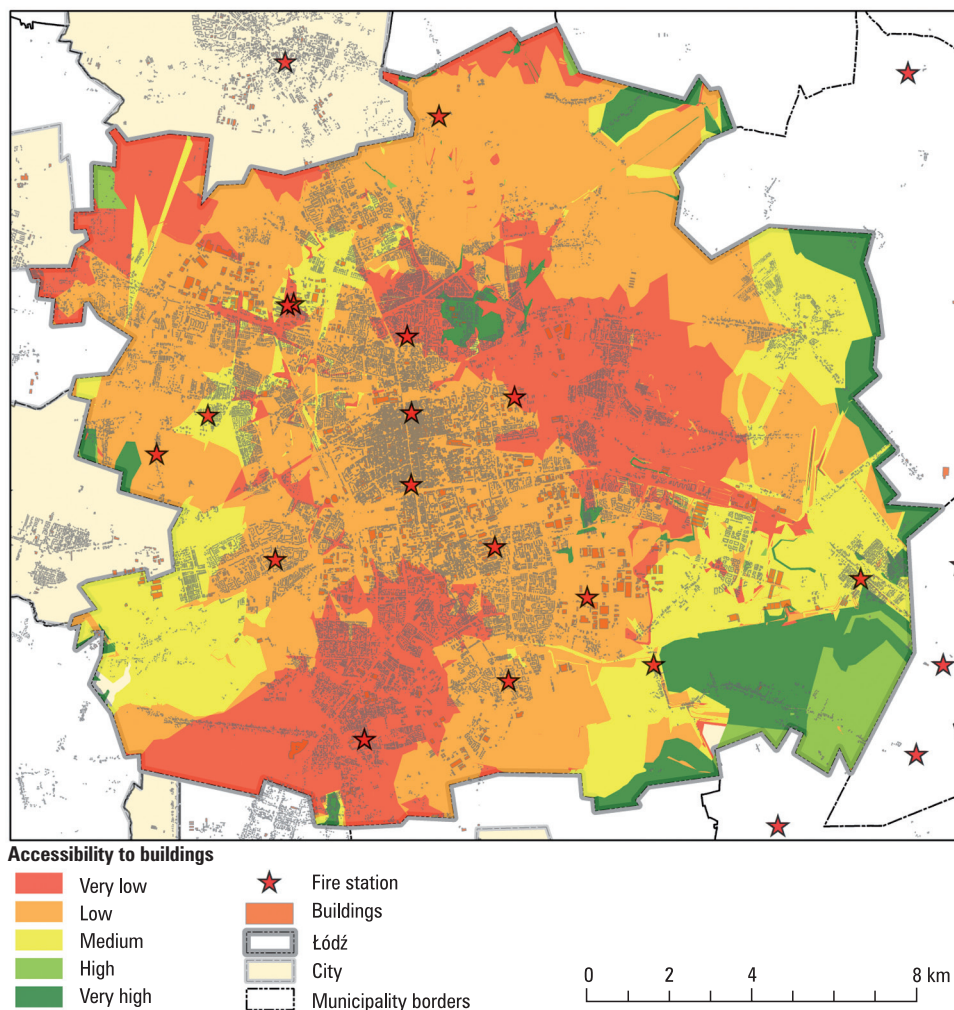 Accessibility to buildings
Very low
Low
Medium
High
Very high
Fire station
Buildings
Łódź
City
Municipality borders
0 2 4 8 km